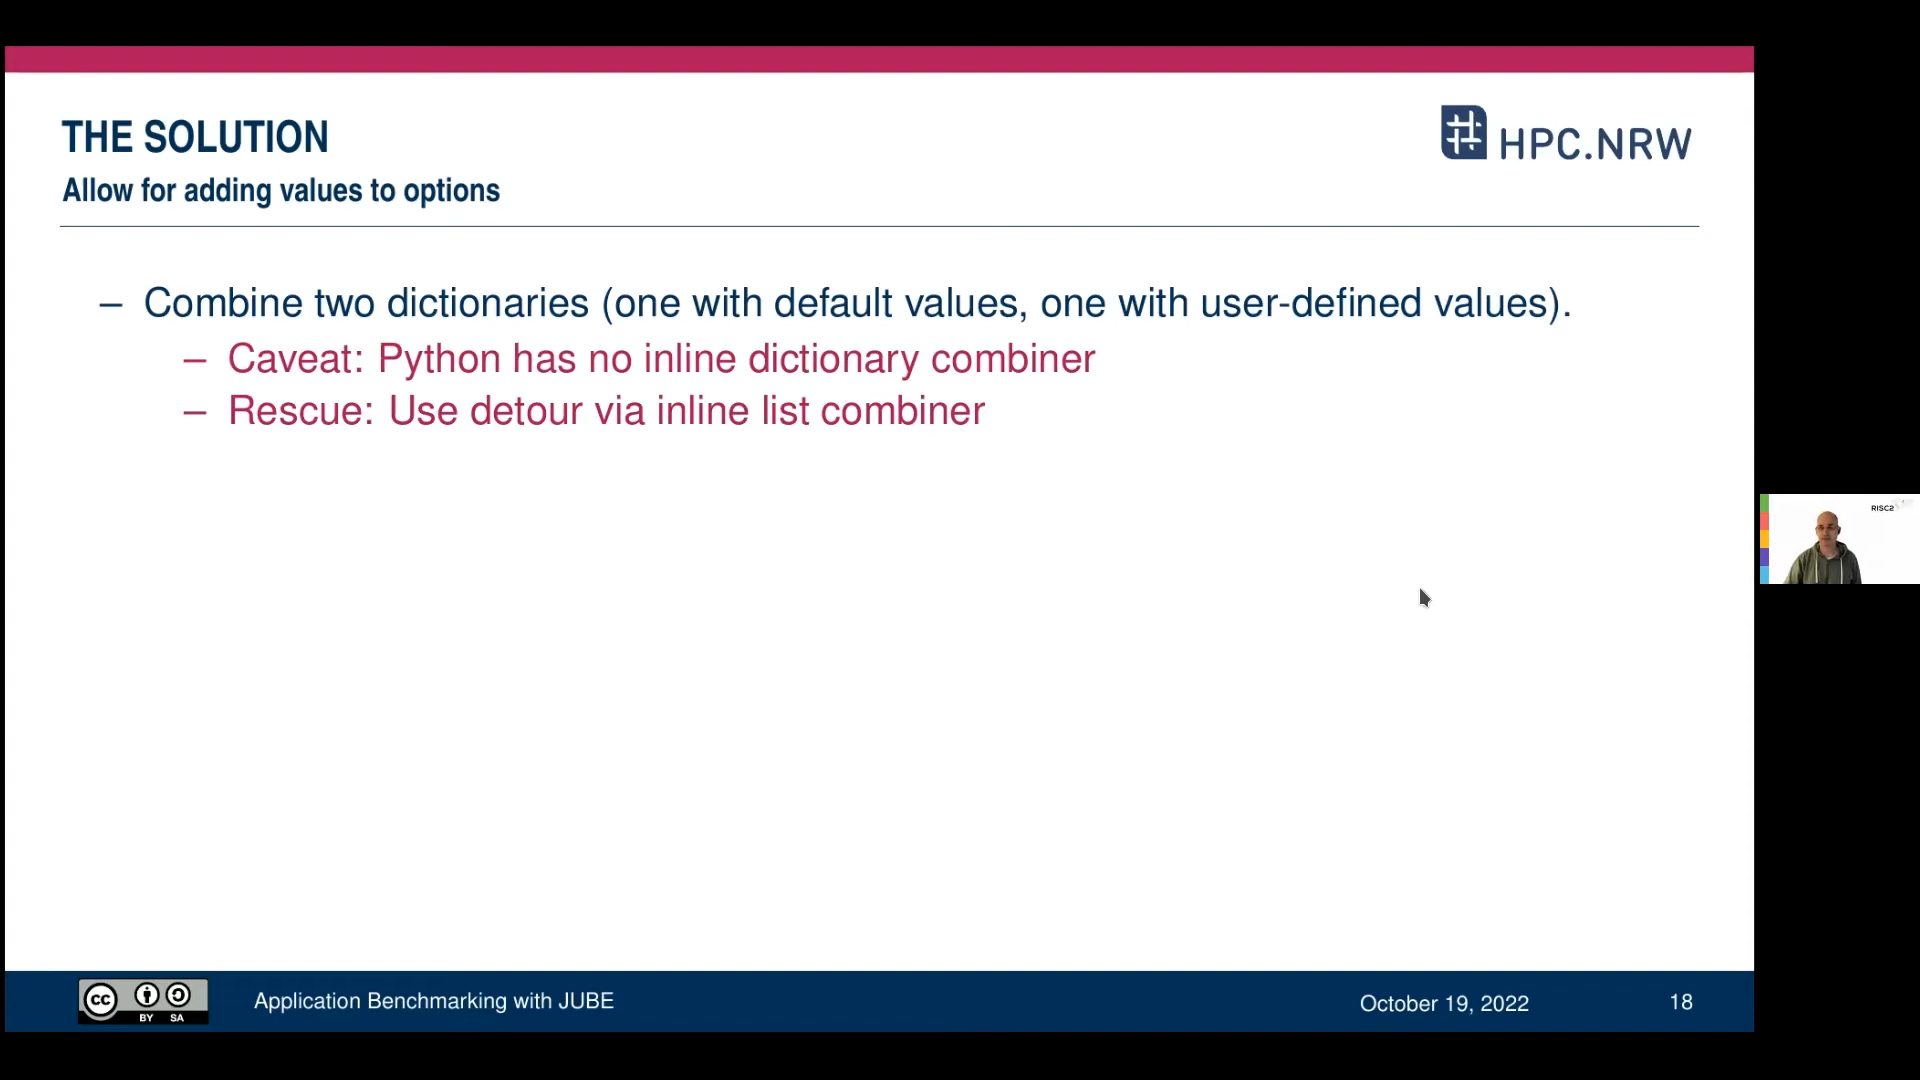 THE SOLUTION
HPC.NRW
Allow for adding values to options
– Combine two dictionaries (one with default values, one with user-defined values).
– Caveat: Python has no inline dictionary combiner
– Rescue: Use detour via inline list combiner
RISC2
cc BY SA
Application Benchmarking with JUBE
October 19, 2022
18